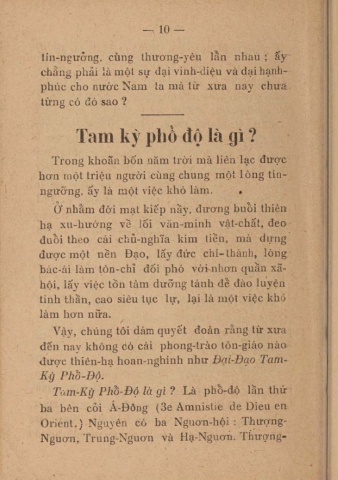 — 10 —
tín-ngưỡng, cùng thương-yêu lẫn nhau ; ấy
chẳng phải là một sự đại vinh-diệu và đại hạnh-
phúc cho nước Nam ta mà từ xưa nay chưa
từng có đó sao ?
Tam kỳ phổ độ là gì ?
Trong khoản bốn năm trời mà liên lạc được
hơn một triệu người cùng chung một lòng tín-
ngưỡng, ấy là một việc khó làm.
Ở nhằm đời mạt kiếp nầy, đương buổi thiên
hạ xu-hướng về lối văn-minh vật-chất, đeo
đuổi theo cái chủ-nghĩa kim tiền, mà dựng
được một nền Đạo, lấy đức chí-thành, lòng
bác-ái làm tôn-chỉ đối phó với nhơn quần xã-
hội, lấy việc tồn tâm dưỡng tánh để đào luyện
tinh thần, cao siêu tục lự, lại là một việc khó
làm hơn nữa.
Vậy, chúng tôi dám quyết đoán rằng từ xưa
đến nay không có cái phong-trào tôn-giáo nào
được thiên-hạ hoan-nghinh như Đại-Đạo Tam-
Kỳ Phổ-Độ.
Tam-Kỳ Phổ-Độ là gì ? Là phổ-độ lần thứ
ba bên cõi Á-Đông (3e Amnistie de Dieu en
Orient.) Nguyên có ba Ngươn-hội : Thượng-
Ngươn, Trung-Ngươn và Hạ-Ngươn. Thượng-